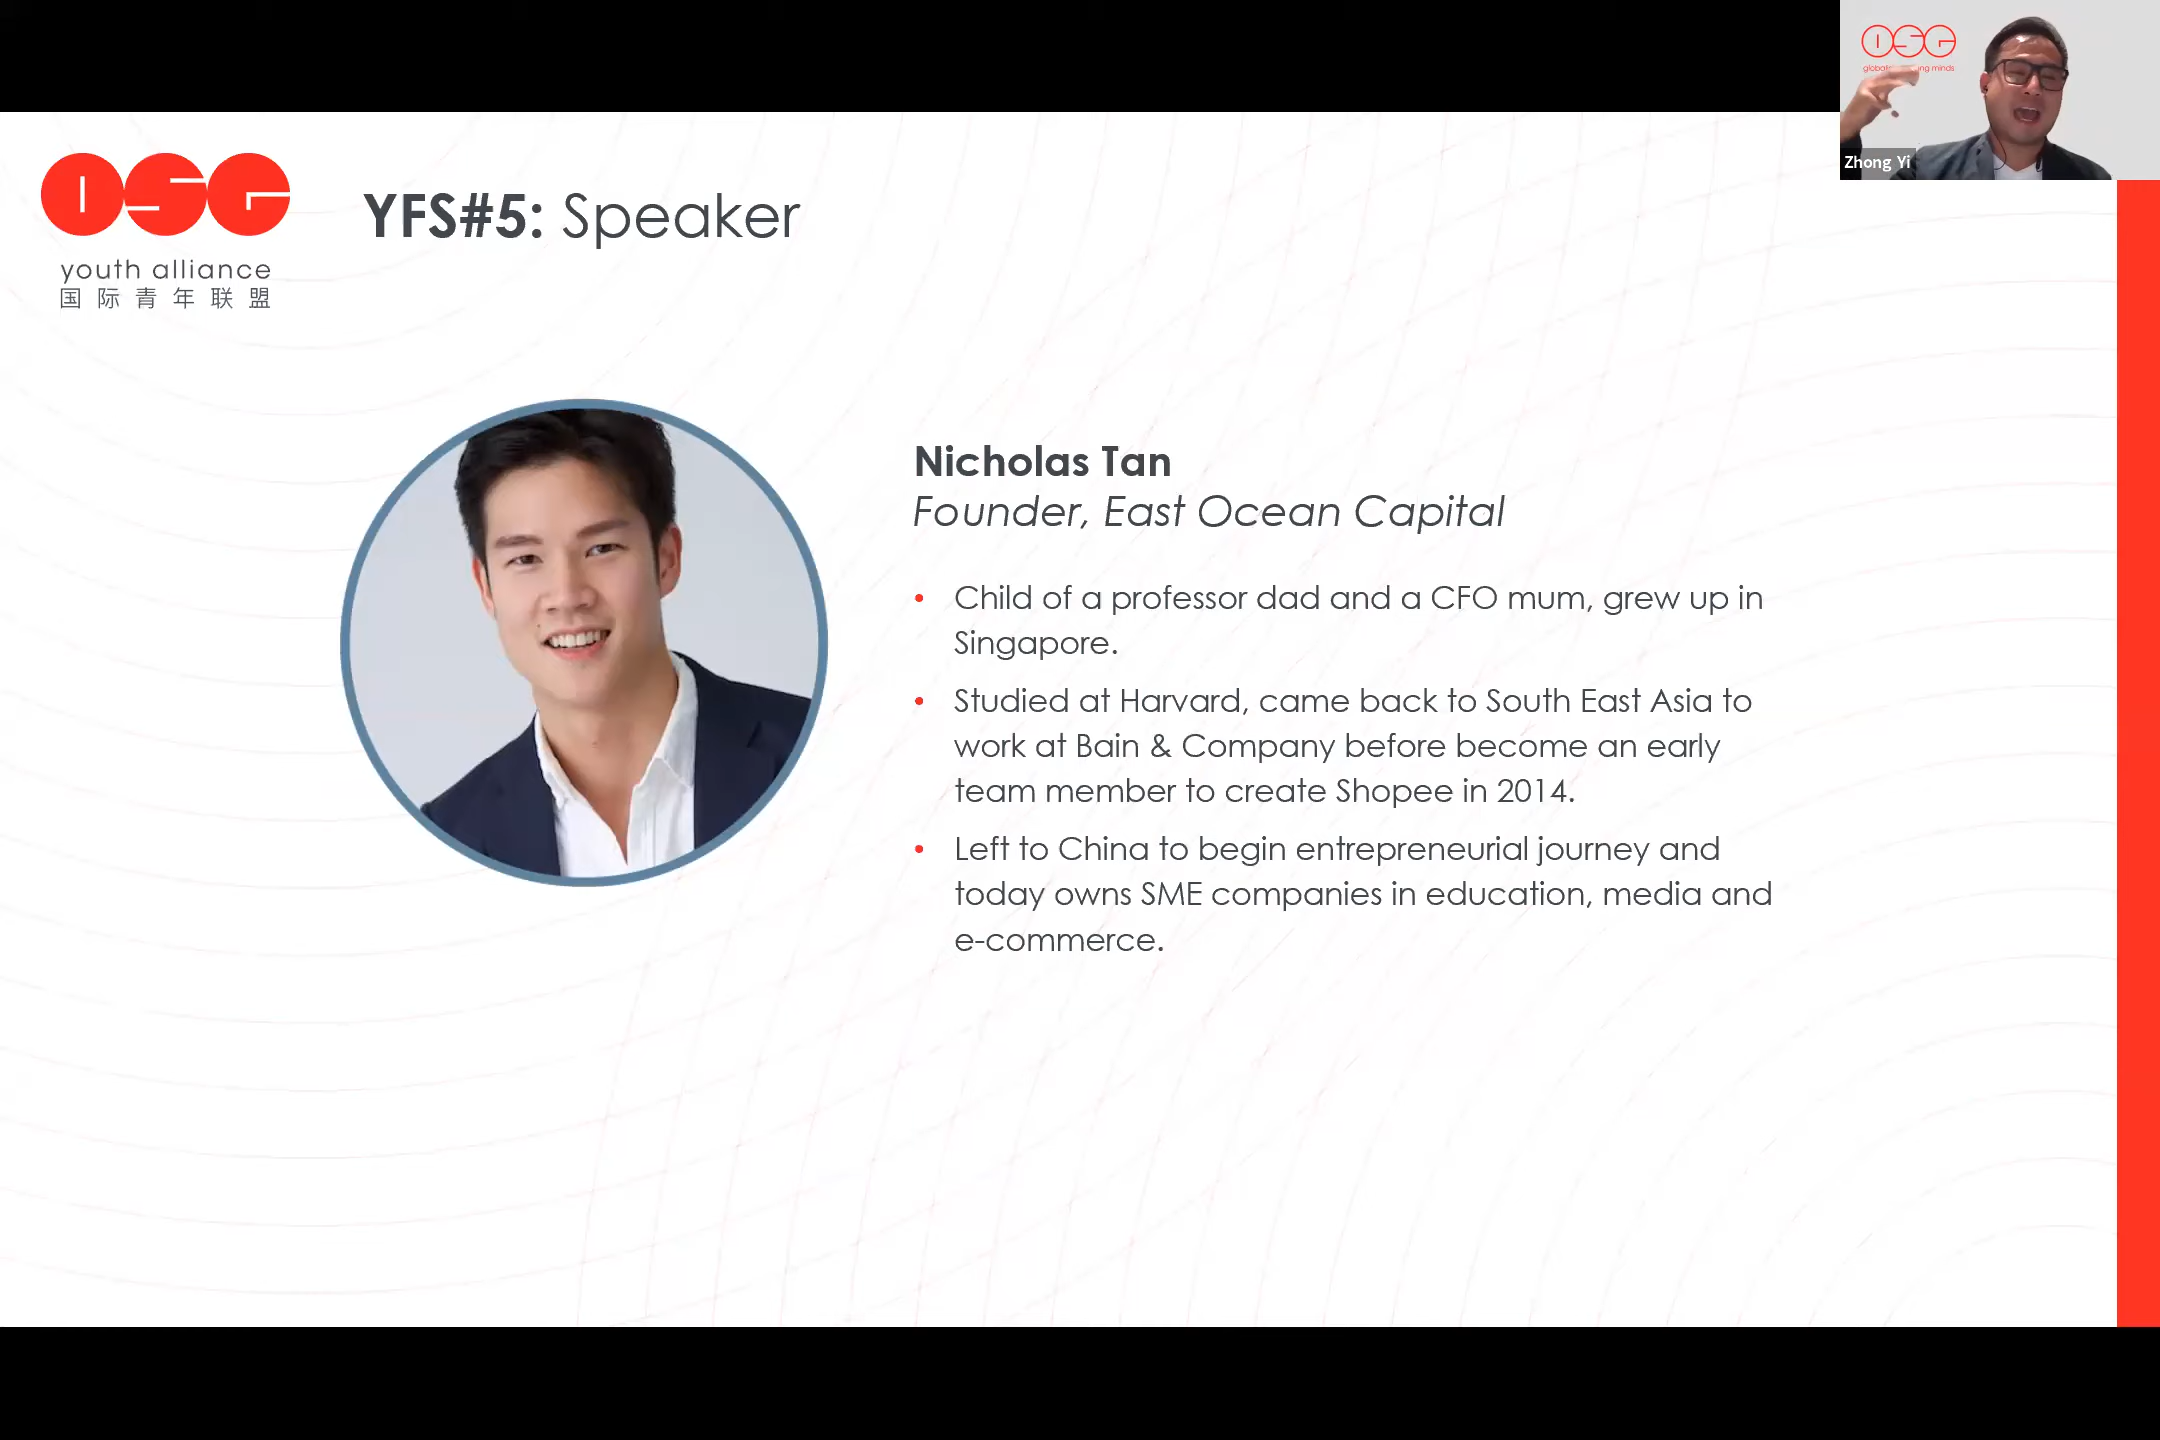 OSG
youth alliance
国际青年联盟
YFS#5: Speaker
OSG
Zhong Yi
Nicholas Tan
Founder, East Ocean Capital
• Child of a professor dad and a CFO mum, grew up in
Singapore.
• Studied at Harvard, came back to South East Asia to
work at Bain & Company before become an early
team member to create Shopee in 2014.
• Left to China to begin entrepreneurial journey and
today owns SME companies in education, media and
e-commerce.